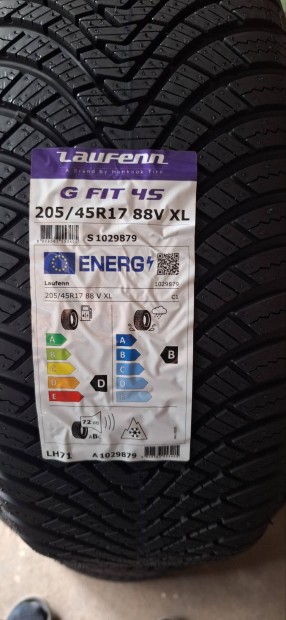 Laufenn
A Brand by Hankook Tire
G FIT 4S
205/45R17 88V XL
S 1029879
ENERG
Laufenn 1029879
205/45R17 88 V XL C1
A A
B B B
C C
D D D
E E
72 dB
ABC
LH71 A 1029879